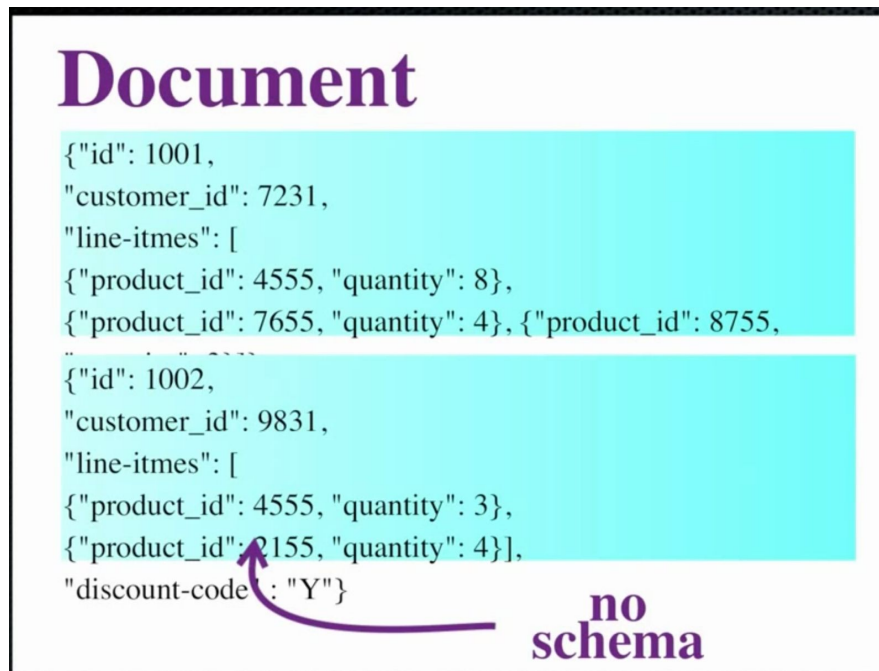 Document
{"id": 1001,
"customer_id": 7231,
"line-itmes": [
{"product_id": 4555, "quantity": 8},
{"product_id": 7655, "quantity": 4}, {"product_id": 8755,
{"id": 1002,
"customer_id": 9831,
"line-itmes": [
{"product_id": 4555, "quantity": 3},
{"product_id": 2155, "quantity": 4}],
"discount-code" : "Y"}
no
schema